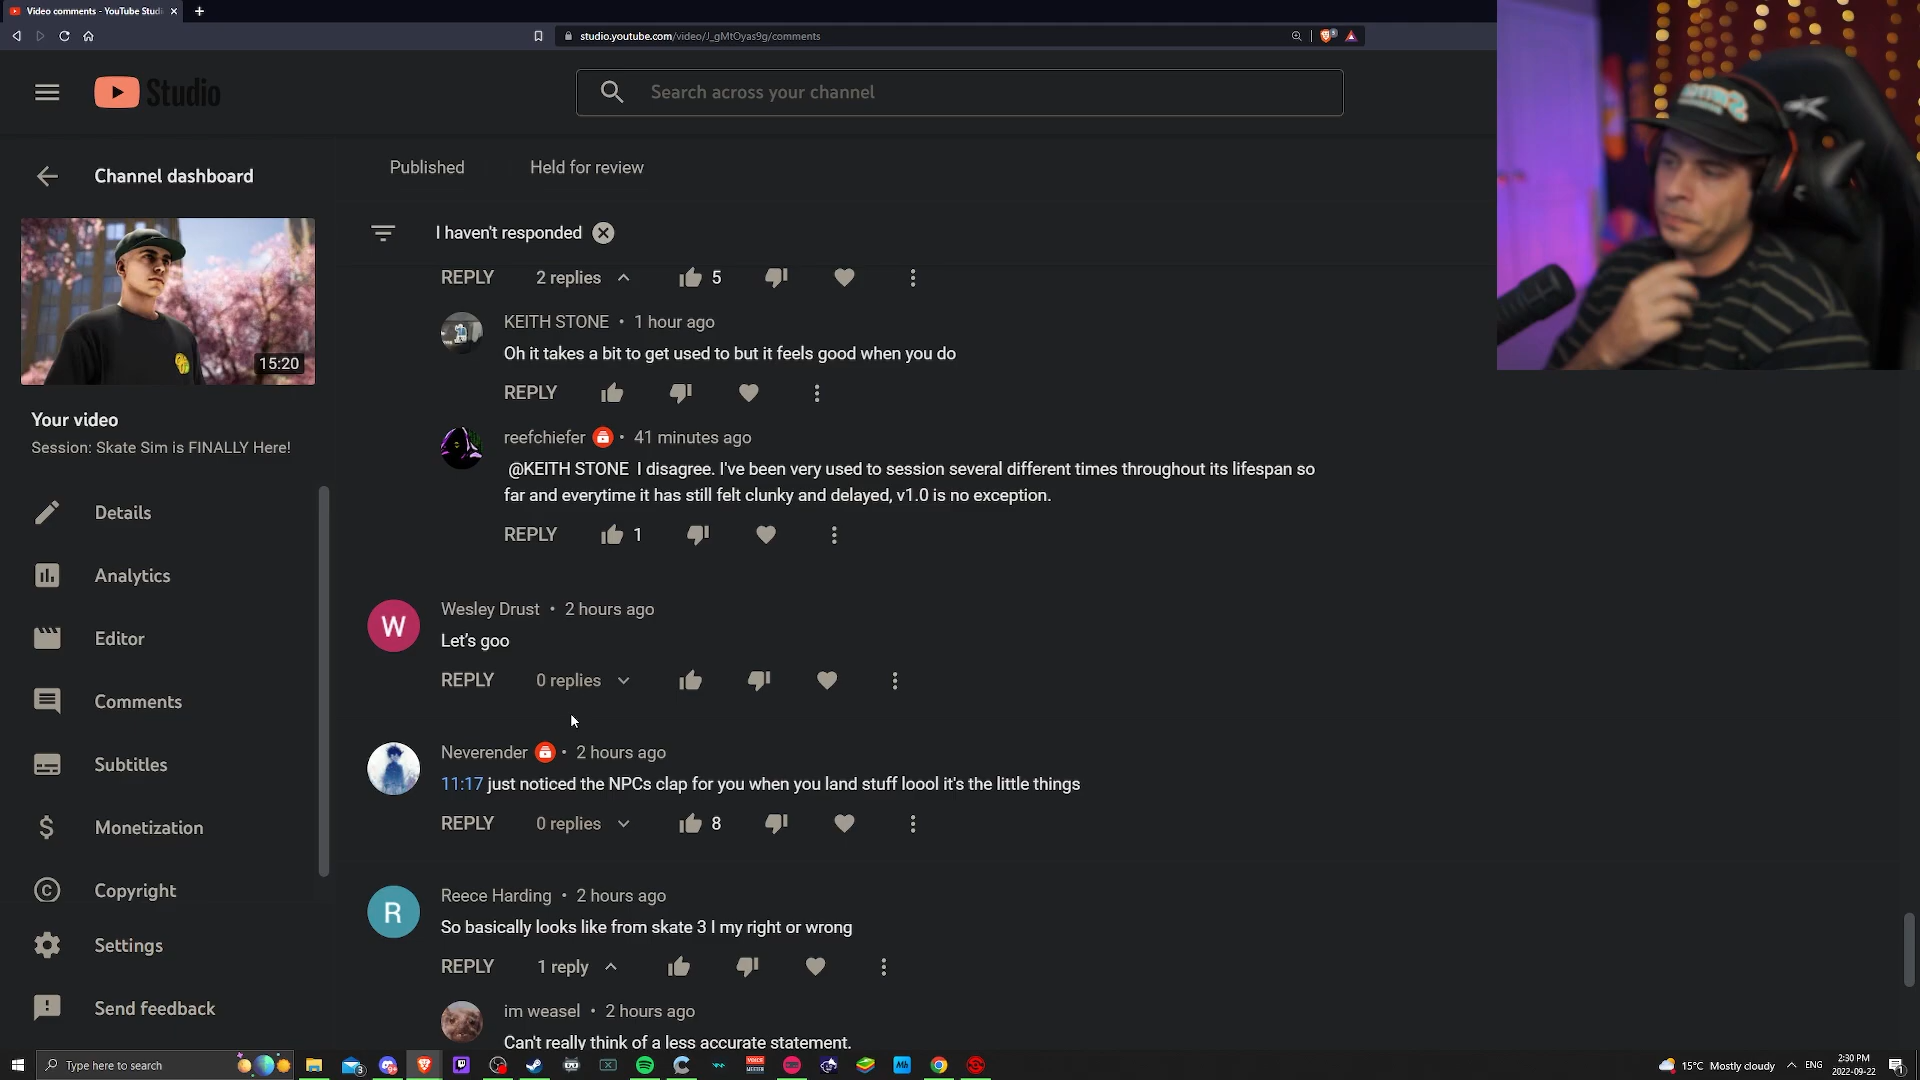 Video comments - YouTube Studi
studio.youtube.com/video/J_gMtOyas9g/comments
Studio
Search across your channel
Channel dashboard
15:20
Your video
Session: Skate Sim is FINALLY Here!
Details
Analytics
Editor
Comments
Subtitles
Monetization
Copyright
Settings
Send feedback
Published
Held for review
I haven't responded
REPLY 2 replies 5
KEITH STONE • 1 hour ago
Oh it takes a bit to get used to but it feels good when you do
REPLY
reefchiefer • 41 minutes ago
@KEITH STONE I disagree. I've been very used to session several different times throughout its lifespan so
far and everytime it has still felt clunky and delayed, v1.0 is no exception.
REPLY 1
W
Wesley Drust • 2 hours ago
Let's goo
REPLY 0 replies
Neverender • 2 hours ago
11:17 just noticed the NPCs clap for you when you land stuff loool it's the little things
REPLY 0 replies 8
R
Reece Harding • 2 hours ago
So basically looks like from skate 3 I my right or wrong
REPLY 1 reply
im weasel • 2 hours ago
Can't really think of a less accurate statement.
Type here to search
3
Mb
15°C Mostly cloudy
ENG
2:30 PM
2022-09-22
1